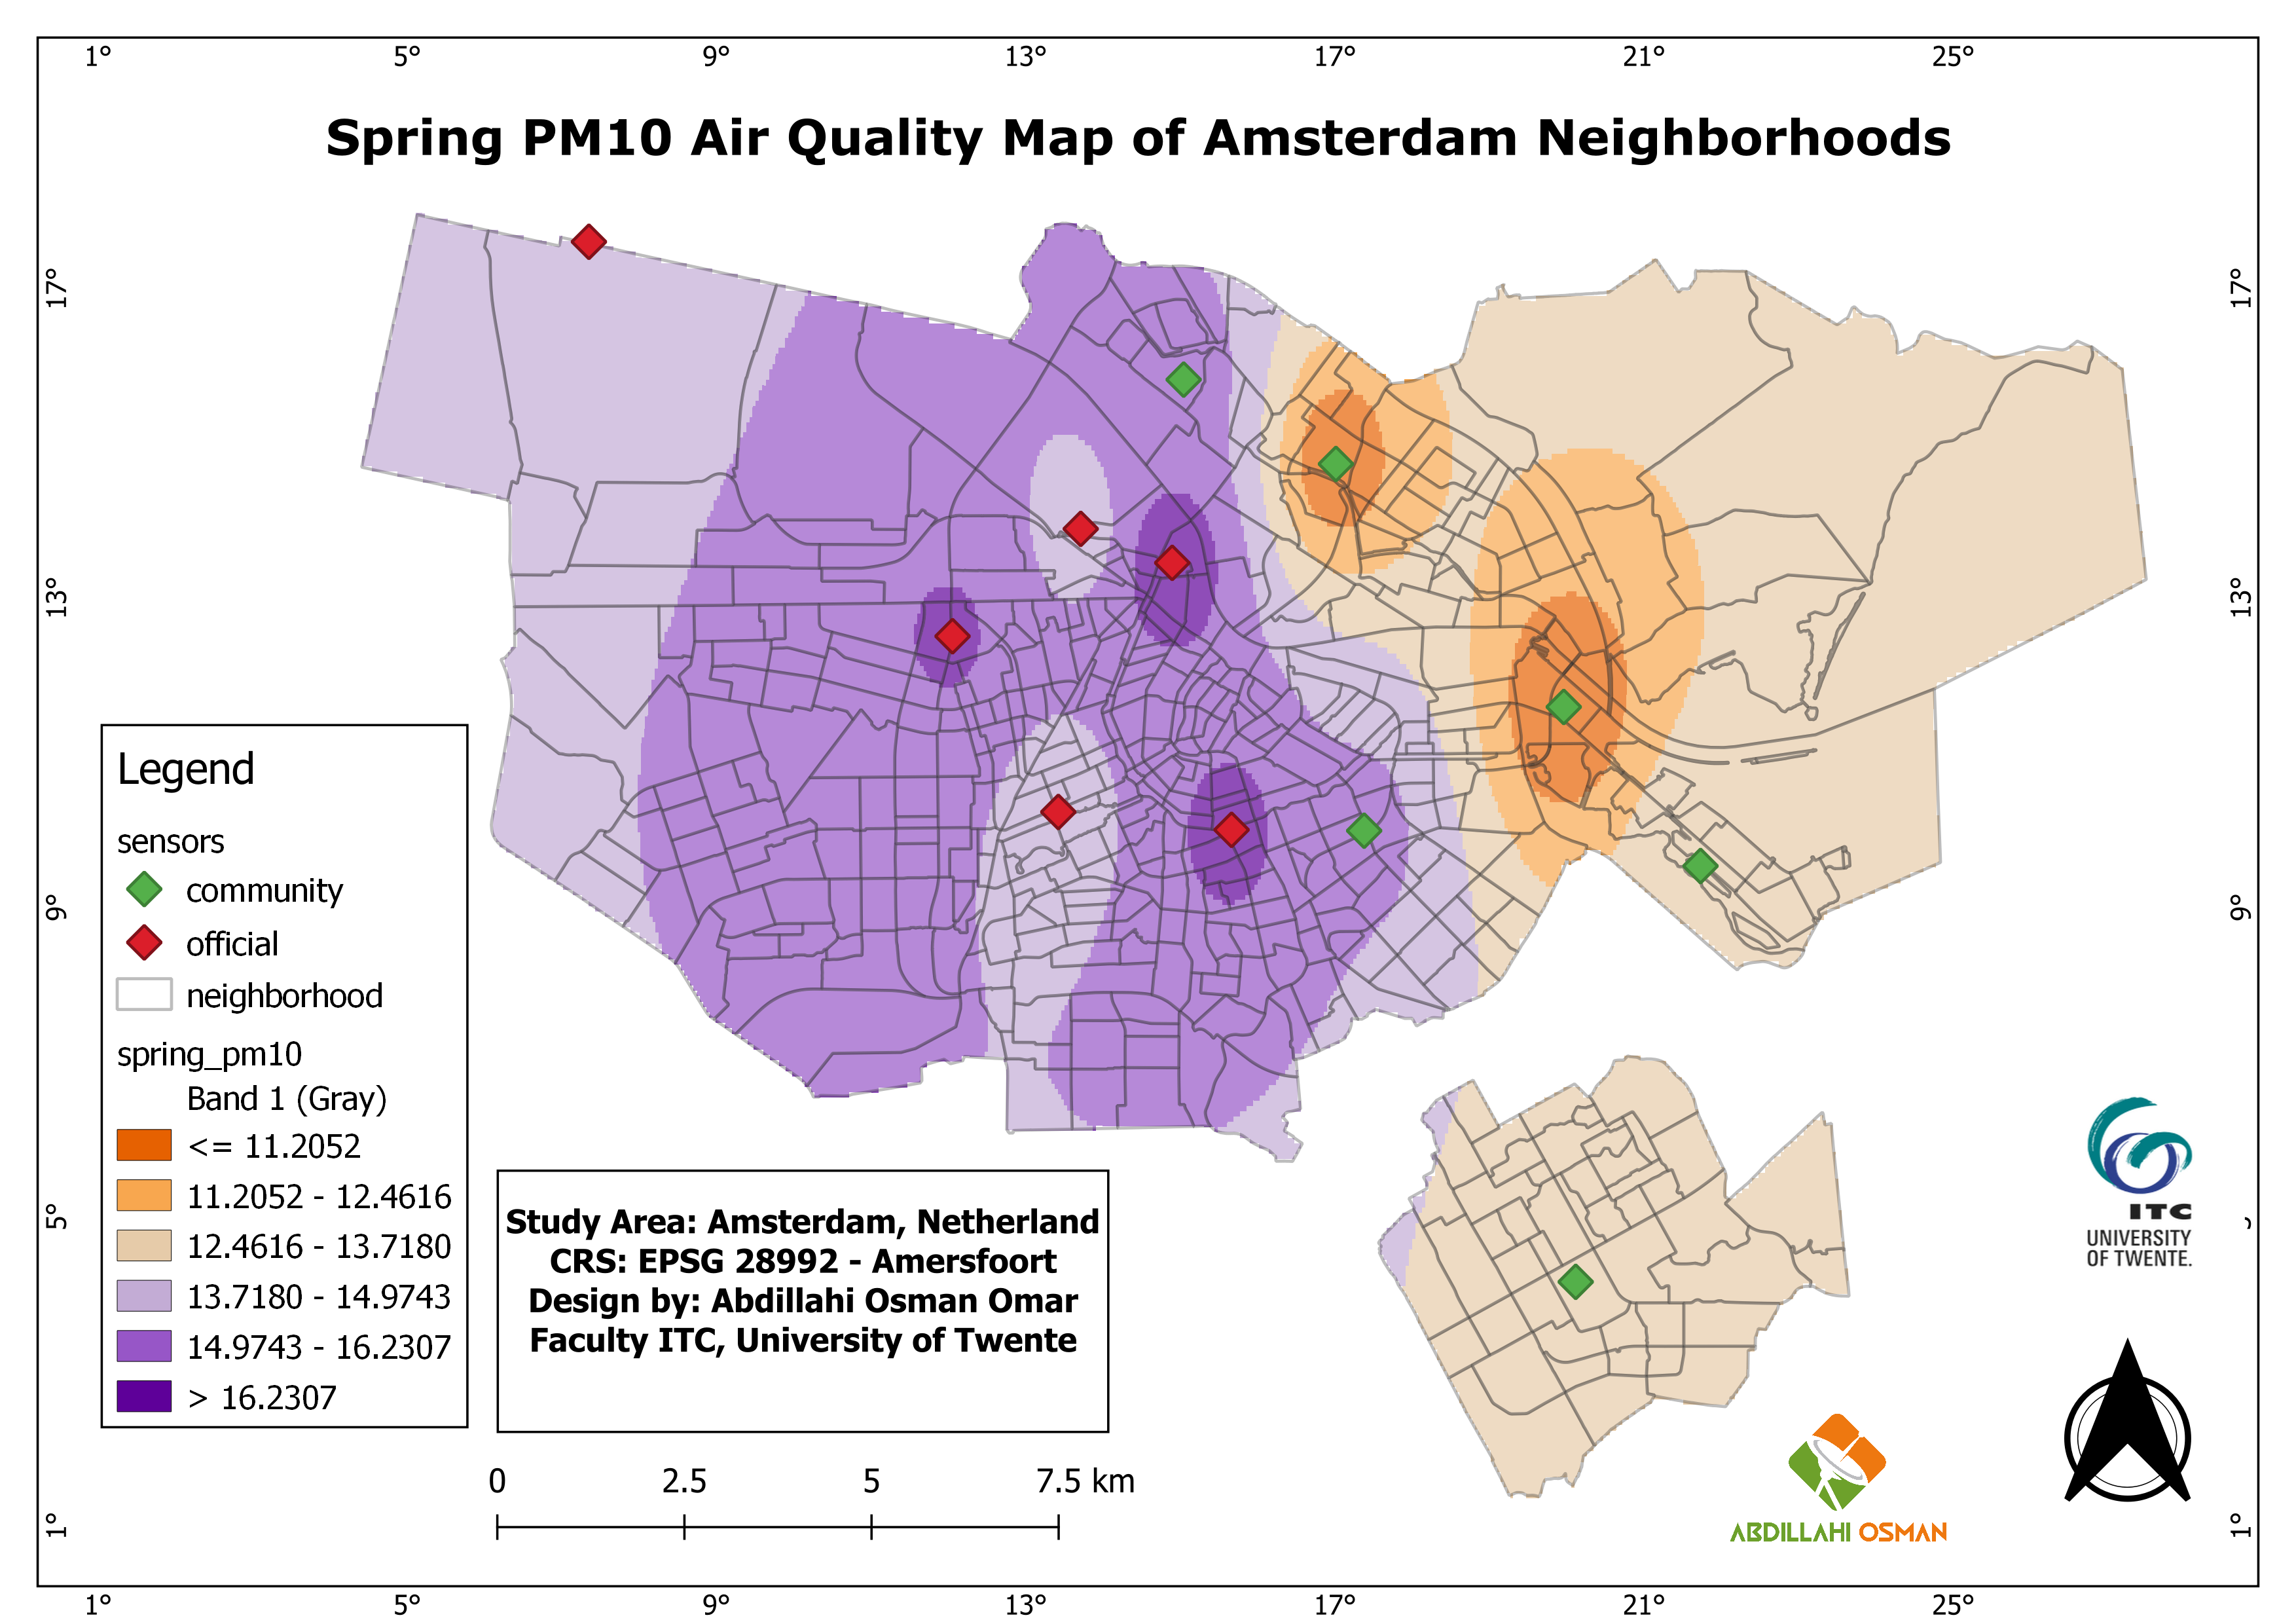 1° 5° 9° 13° 17° 21° 25°
Spring PM10 Air Quality Map of Amsterdam Neighborhoods
17° 17°
13° 13°
Legend
sensors
community
official
neighborhood
spring_pm10
Band 1 (Gray)
<= 11.2052
11.2052 - 12.4616
12.4616 - 13.7180
13.7180 - 14.9743
14.9743 - 16.2307
> 16.2307
9° 9°
5°
Study Area: Amsterdam, Netherland
CRS: EPSG 28992 - Amersfoort
Design by: Abdillahi Osman Omar
Faculty ITC, University of Twente
ITC
UNIVERSITY
OF TWENTE.
0 2.5 5 7.5 km
ABDILLAHI OSMAN
1° 1°
1° 5° 9° 13° 17° 21° 25°